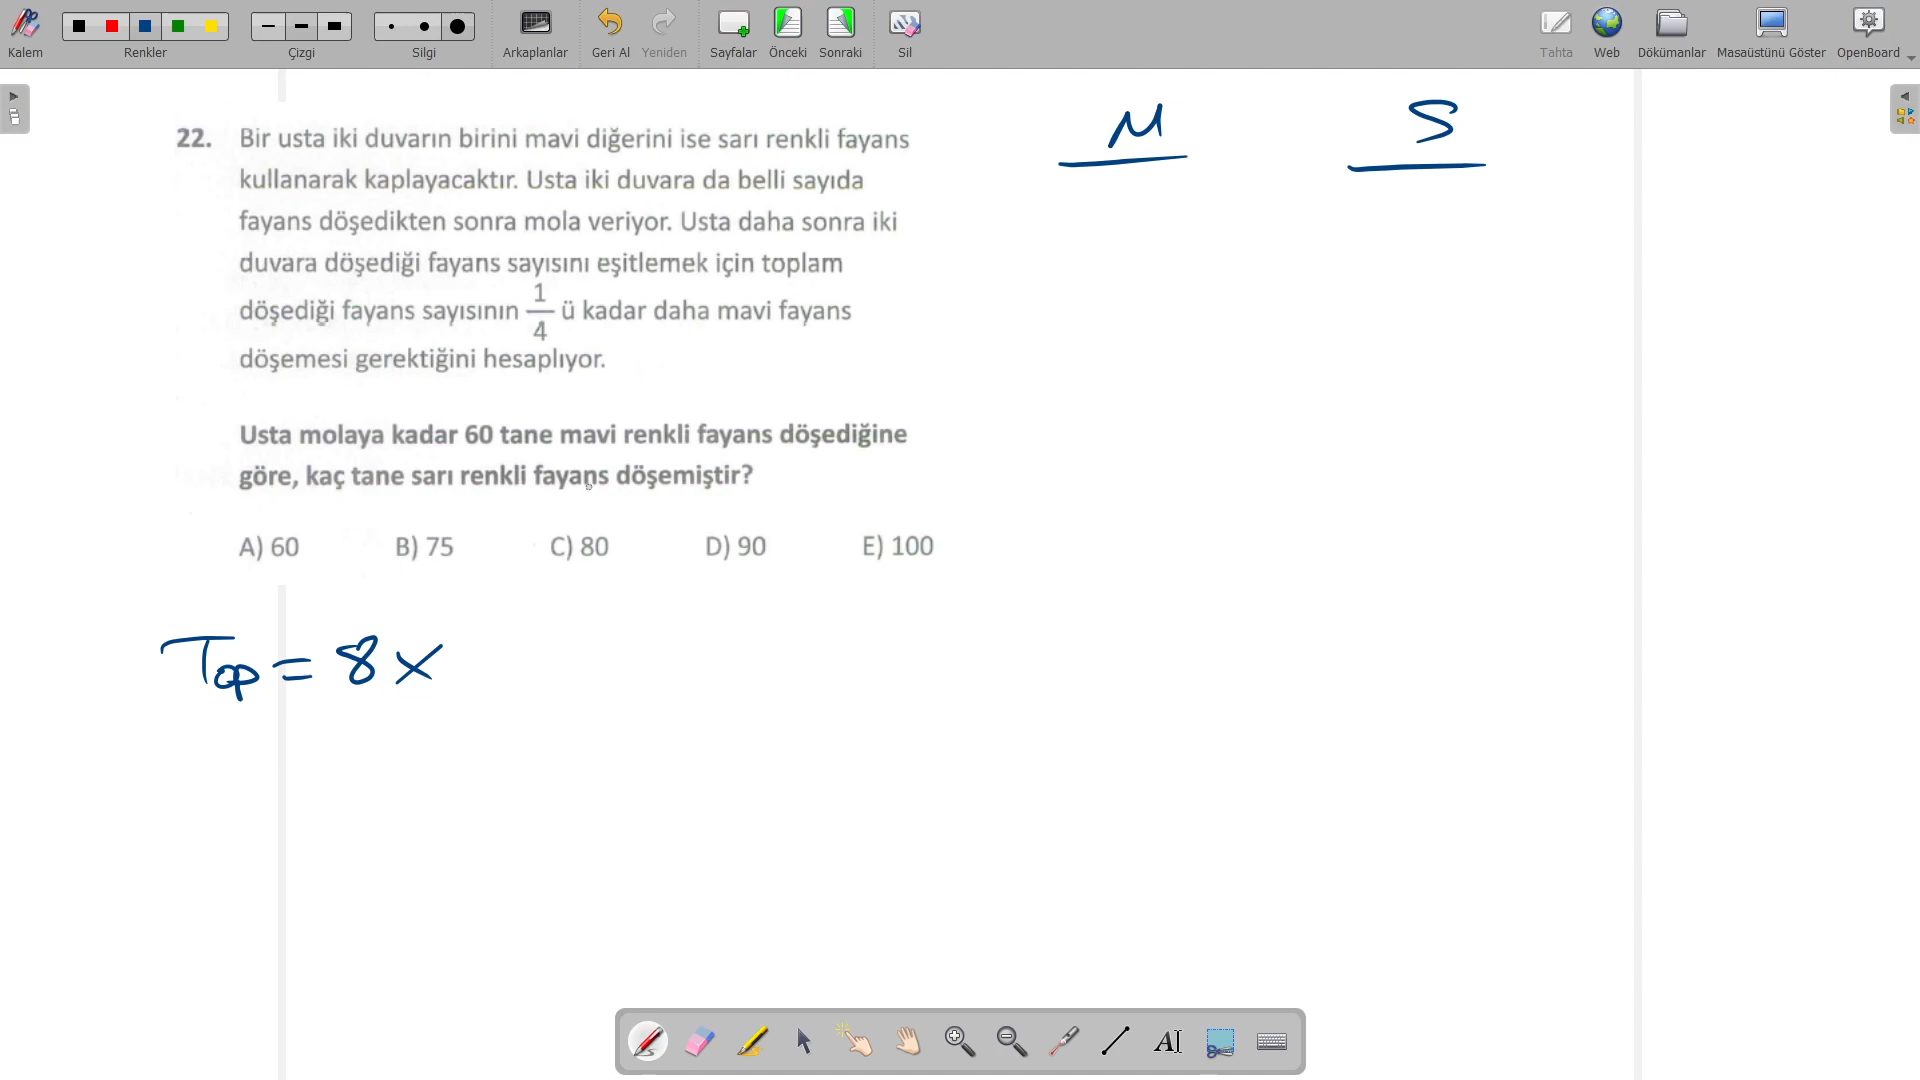 Kalem Renkler Çizgi Silgi Arkaplanlar Geri Al Yeniden Sayfalar Önceki Sonraki Sil Tahta Web Dökümanlar Masaüstünü Göster OpenBoard
M S
22. Bir usta iki duvarın birini mavi diğerini ise sarı renkli fayans
kullanarak kaplayacaktır. Usta iki duvara da belli sayıda
fayans döşedikten sonra mola veriyor. Usta daha sonra iki
duvara döşediği fayans sayısını eşitlemek için toplam
döşediği fayans sayısının 1/4 ü kadar daha mavi fayans
döşemesi gerektiğini hesaplıyor.
Usta molaya kadar 60 tane mavi renkli fayans döşediğine
göre, kaç tane sarı renkli fayans döşemiştir?
A) 60 B) 75 C) 80 D) 90 E) 100
Top = 8x